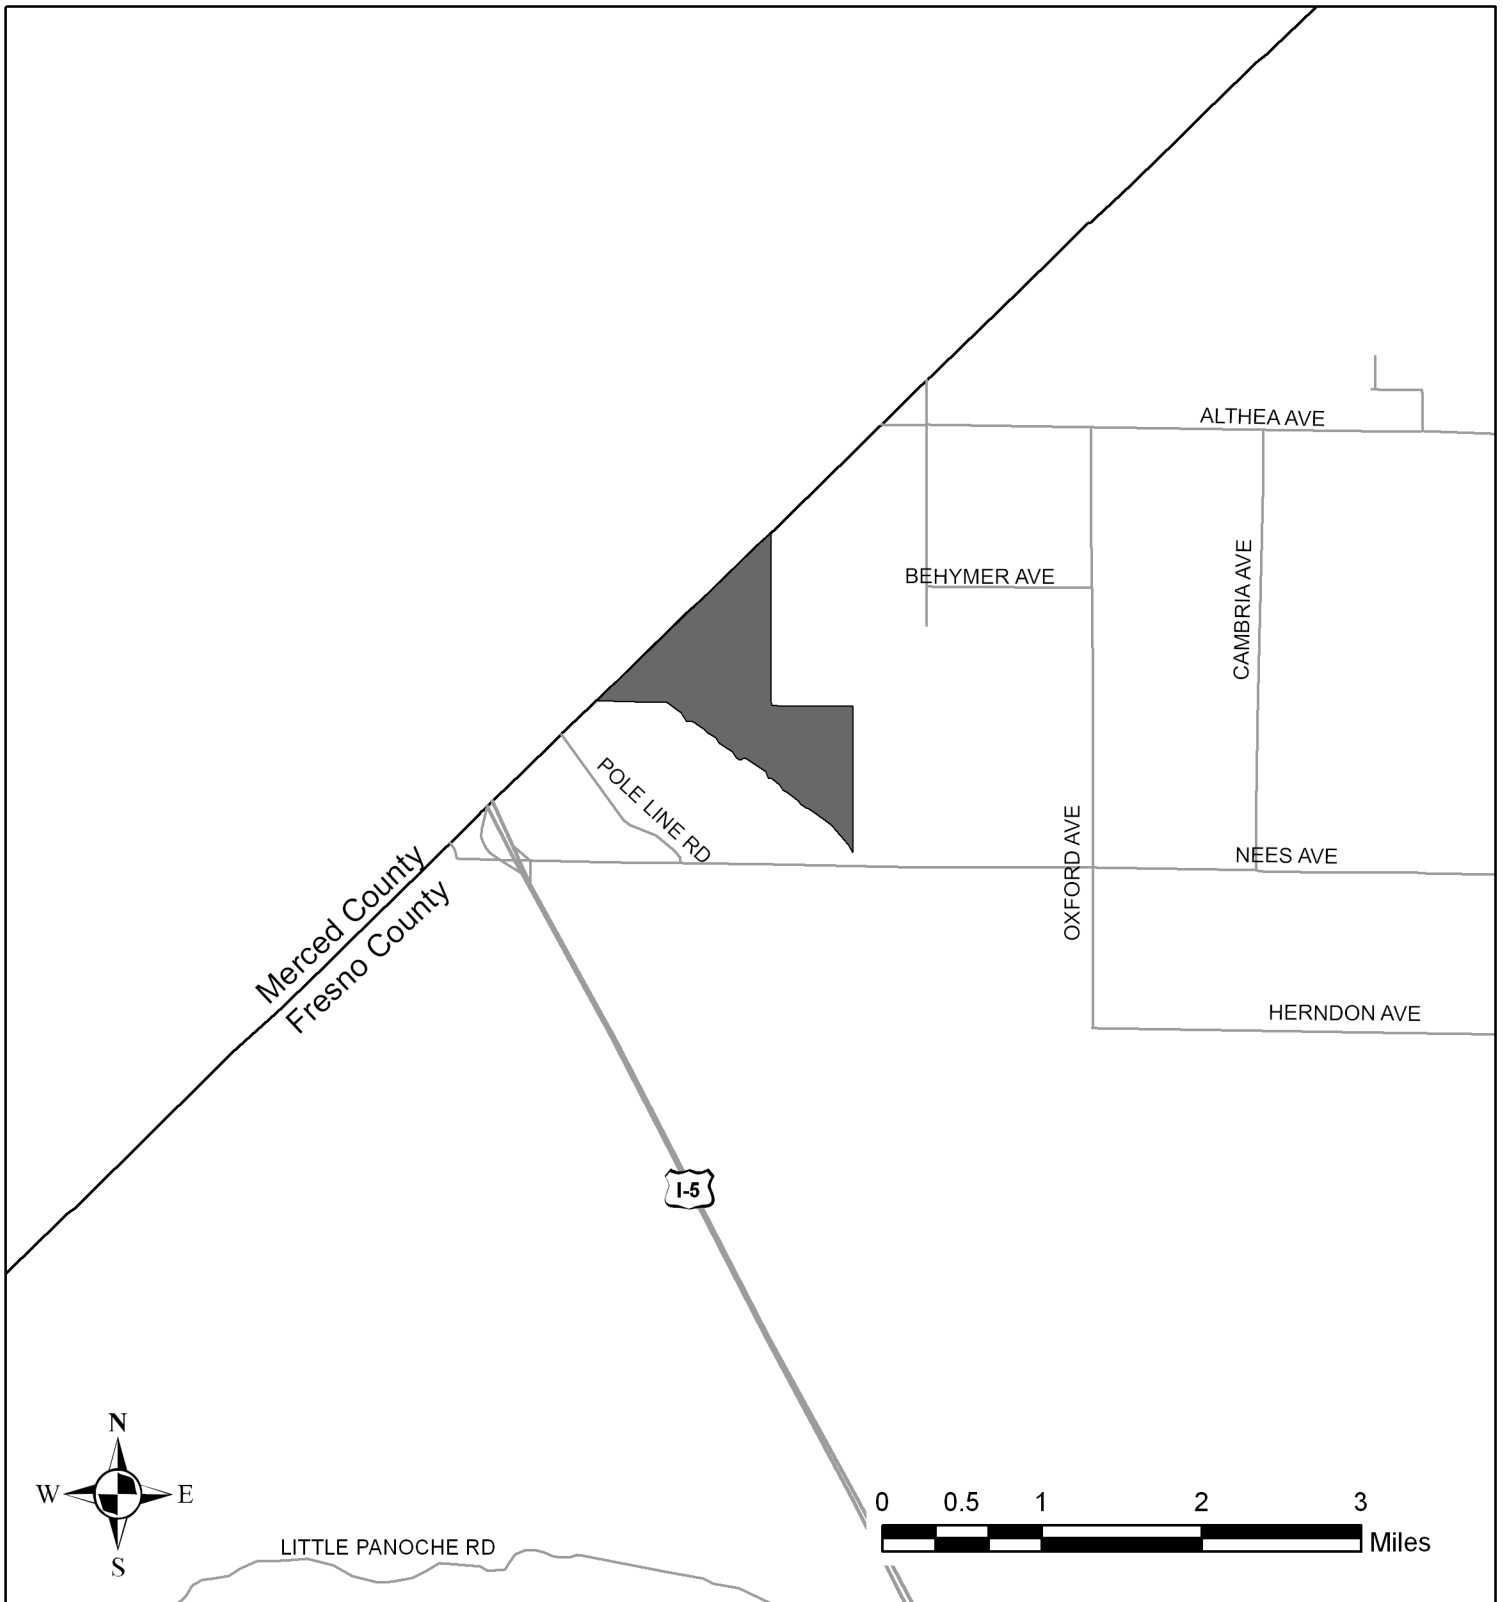 ALTHEA AVE
BEHYMER AVE
CAMBRIA AVE
POLE LINE RD
OXFORD AVE
NEES AVE
Merced County
Fresno County
HERNDON AVE
I-5
N
W E
S
0 0.5 1 2 3
Miles
LITTLE PANOCHE RD